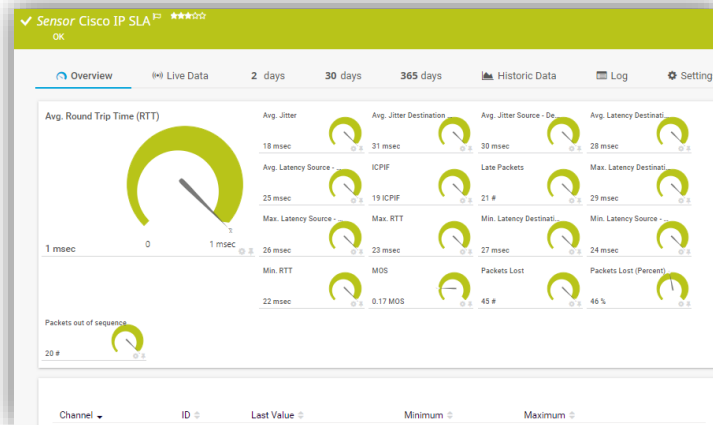 Sensor Cisco IP SLA
OK
Overview
Live Data
2 days
30 days
365 days
Historic Data
Log
Setting
Avg. Round Trip Time (RTT)
1 msec
0
1 msec
Avg. Jitter
18 msec
Avg. Jitter Destination ...
31 msec
Avg. Jitter Source - De...
30 msec
Avg. Latency Destinati...
28 msec
Avg. Latency Source - ...
25 msec
ICPIF
19 ICPIF
Late Packets
21 #
Max. Latency Destinati...
29 msec
Max. Latency Source - ...
26 msec
Max. RTT
23 msec
Min. Latency Destinati...
27 msec
Min. Latency Source - ...
24 msec
Min. RTT
22 msec
MOS
0.17 MOS
Packets Lost
45 #
Packets Lost (Percent)
46 %
Packets out of sequence
20 #
Channel
ID
Last Value
Minimum
Maximum